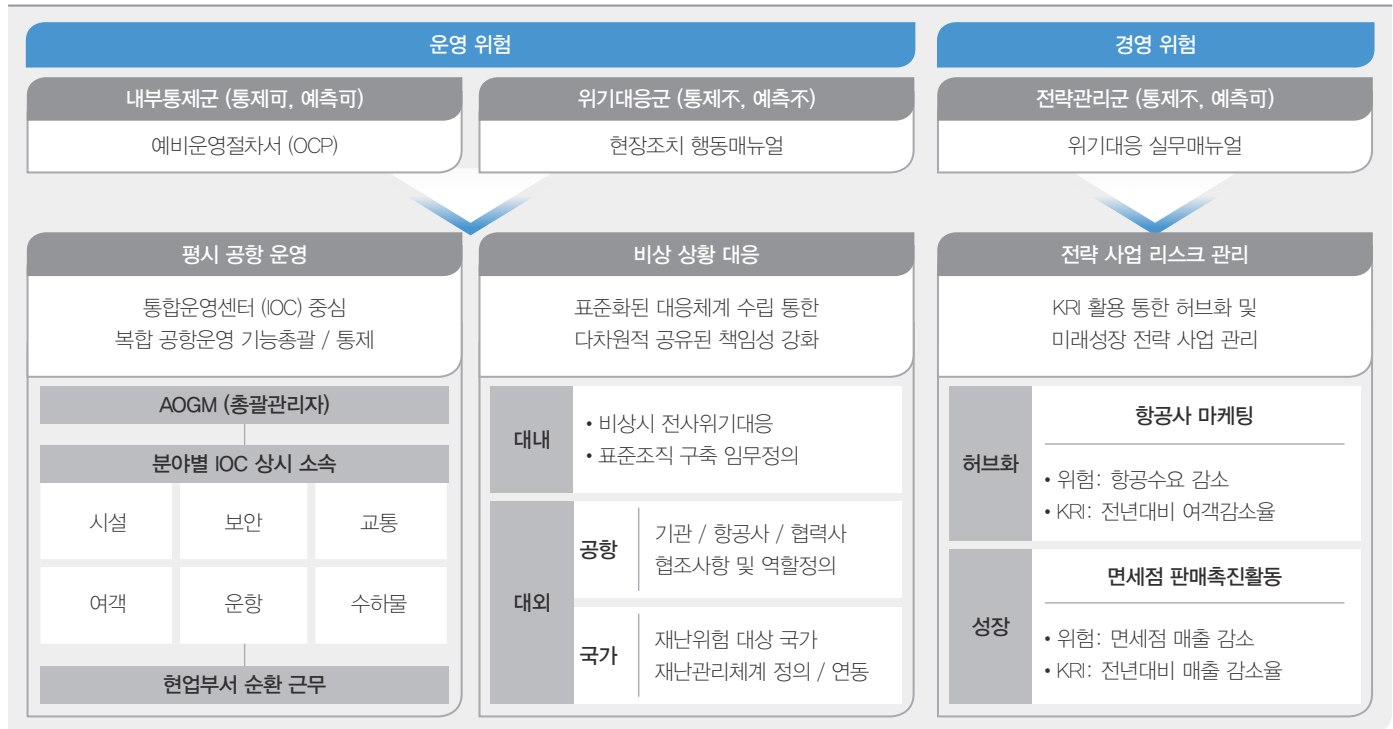 운영 위험
경영 위험
내부통제군 (통제可, 예측可)
예비운영절차서 (OCP)
위기대응군 (통제不, 예측不)
현장조치 행동매뉴얼
전략관리군 (통제不, 예측可)
위기대응 실무매뉴얼
평시 공항 운영
통합운영센터 (IOC) 중심
복합 공항운영 기능총괄 / 통제
AOGM (총괄관리자)
분야별 IOC 상시 소속
시설
보안
교통
여객
운항
수하물
현업부서 순환 근무
비상 상황 대응
표준화된 대응체계 수립 통한
다차원적 공유된 책임성 강화
대내
• 비상시 전사위기대응
• 표준조직 구축 임무정의
대외
공항
기관 / 항공사 / 협력사
협조사항 및 역할정의
국가
재난위험 대상 국가
재난관리체계 정의 / 연동
전략 사업 리스크 관리
KRI 활용 통한 허브화 및
미래성장 전략 사업 관리
허브화
항공사 마케팅
• 위험: 항공수요 감소
• KRI: 전년대비 여객감소율
성장
면세점 판매촉진활동
• 위험: 면세점 매출 감소
• KRI: 전년대비 매출 감소율